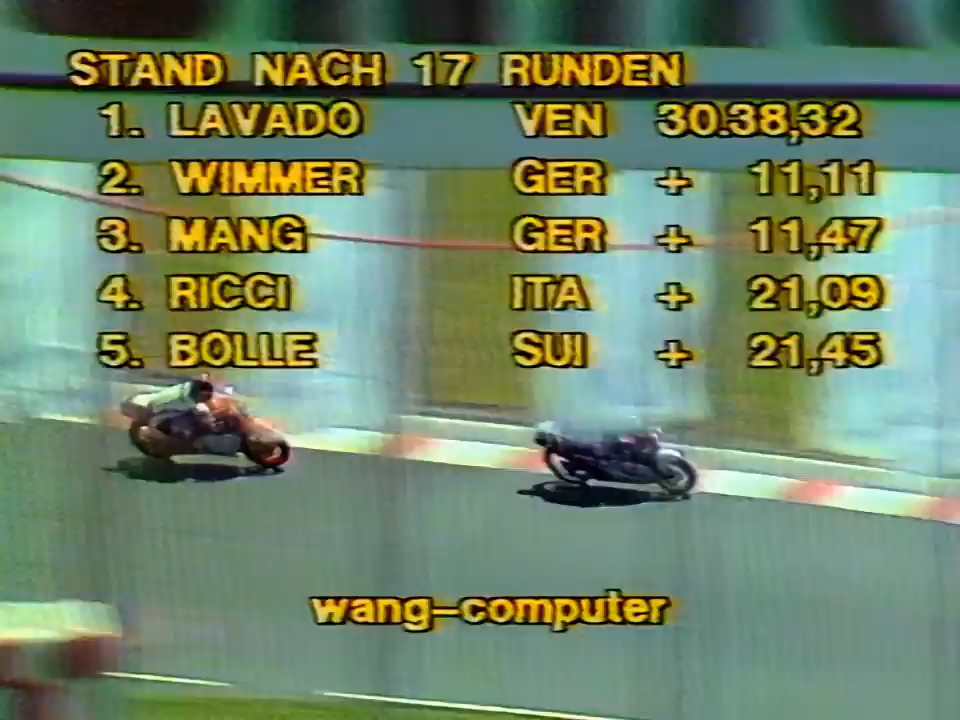 STAND NACH 17 RUNDEN
1. LAVADO VEN 30.38,32
2. WIMMER GER + 11,11
3. MANG GER + 11,47
4. RICCI ITA + 21,09
5. BOLLE SUI + 21,45
wang-computer